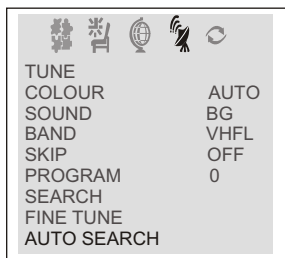 TUNE
COLOUR AUTO
SOUND BG
BAND VHFL
SKIP OFF
PROGRAM 0
SEARCH
FINE TUNE
AUTO SEARCH